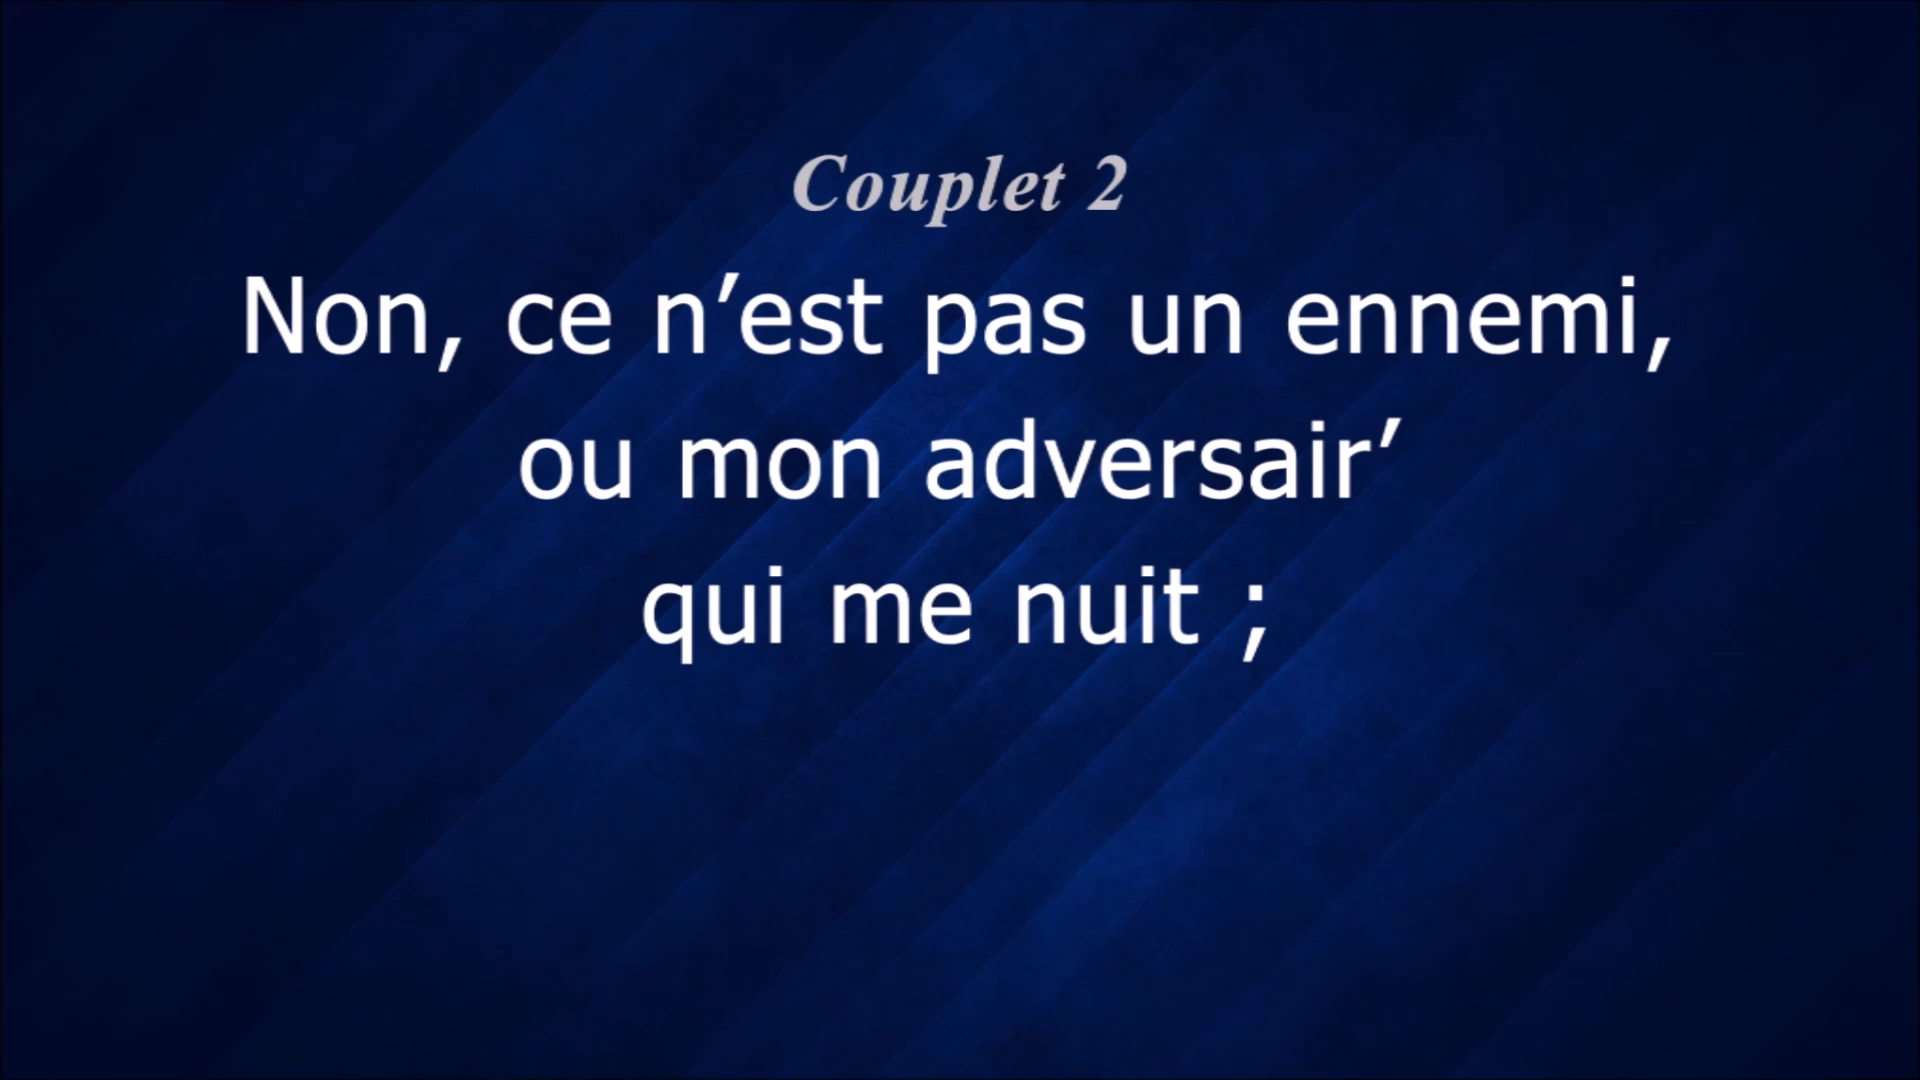 Couplet 2
Non, ce n’est pas un ennemi,
ou mon adversair’
qui me nuit ;